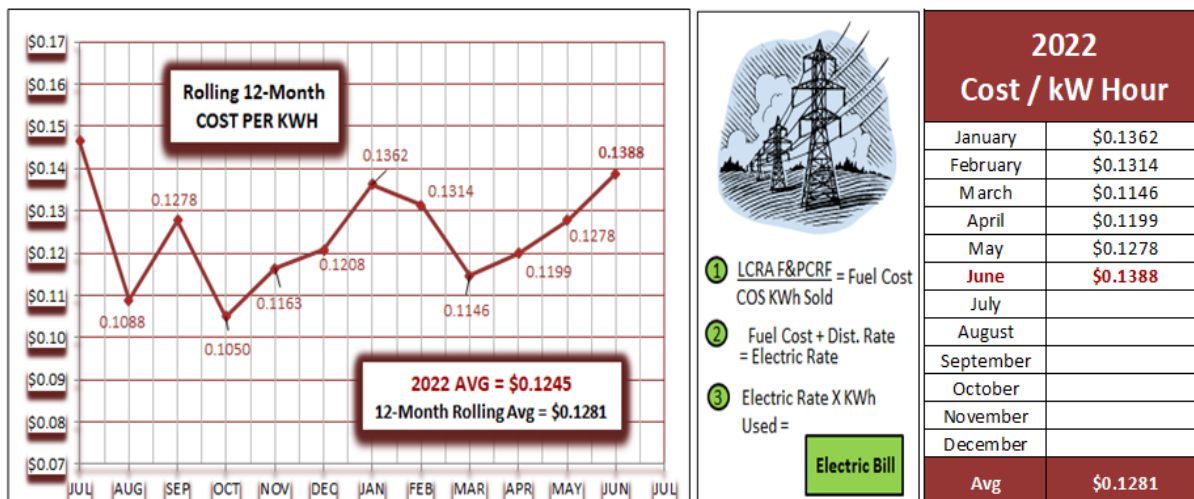 $0.17
$0.16
$0.15
$0.14
$0.13
$0.12
$0.11
$0.10
$0.09
$0.08
$0.07
Rolling 12-Month
COST PER KWH
0.1088
0.1278
0.1050
0.1163
0.1208
0.1362
0.1314
0.1146
0.1199
0.1278
0.1388
2022 AVG = $0.1245
12-Month Rolling Avg = $0.1281
JUL AUG SEP OCT NOV DEC JAN FEB MAR APR MAY JUN JUL
1 LCRA F&PCRF = Fuel Cost
COS KWh Sold
2 Fuel Cost + Dist. Rate
= Electric Rate
3 Electric Rate X KWh
Used =
Electric Bill
2022
Cost / kW Hour
January $0.1362
February $0.1314
March $0.1146
April $0.1199
May $0.1278
June $0.1388
July
August
September
October
November
December
Avg $0.1281